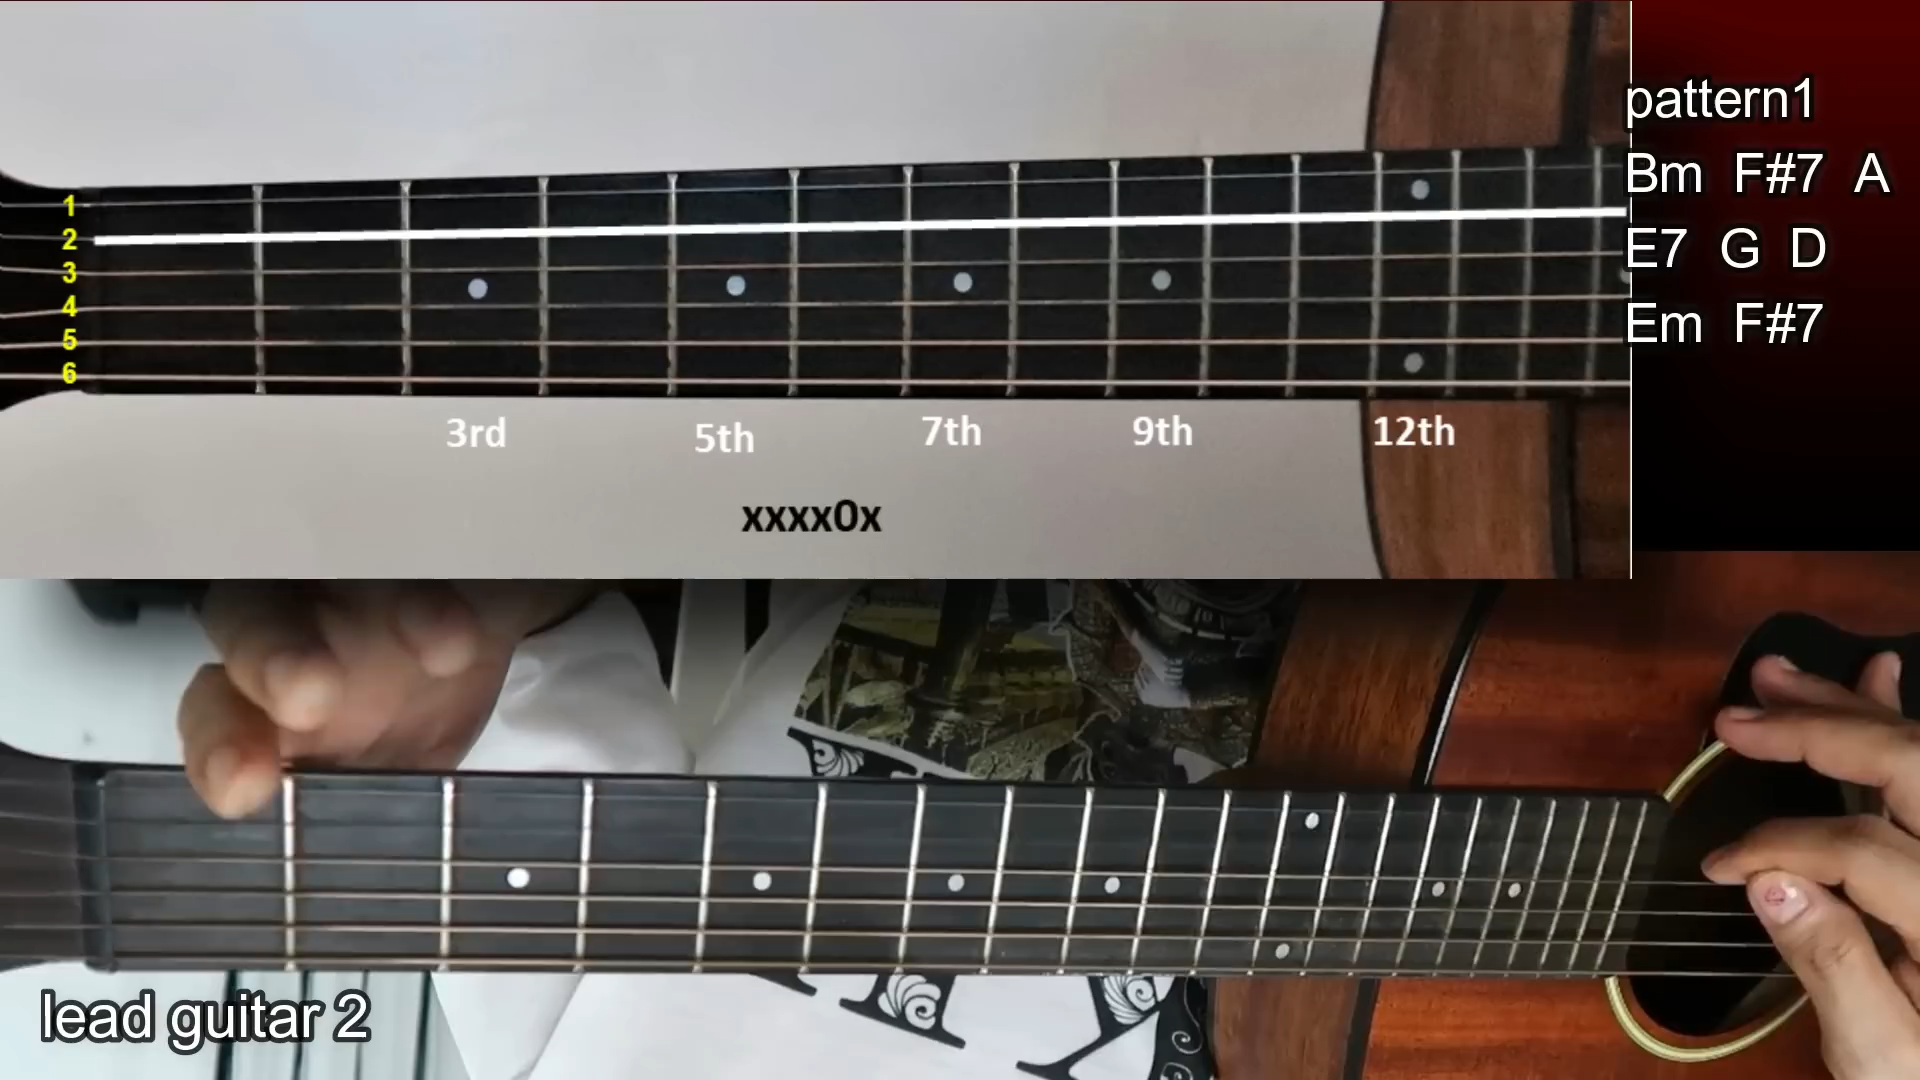 pattern1
Bm F#7 A
E7 G D
Em F#7
1
2
3
4
5
6
3rd 5th 7th 9th 12th
xxxx0x
lead guitar 2